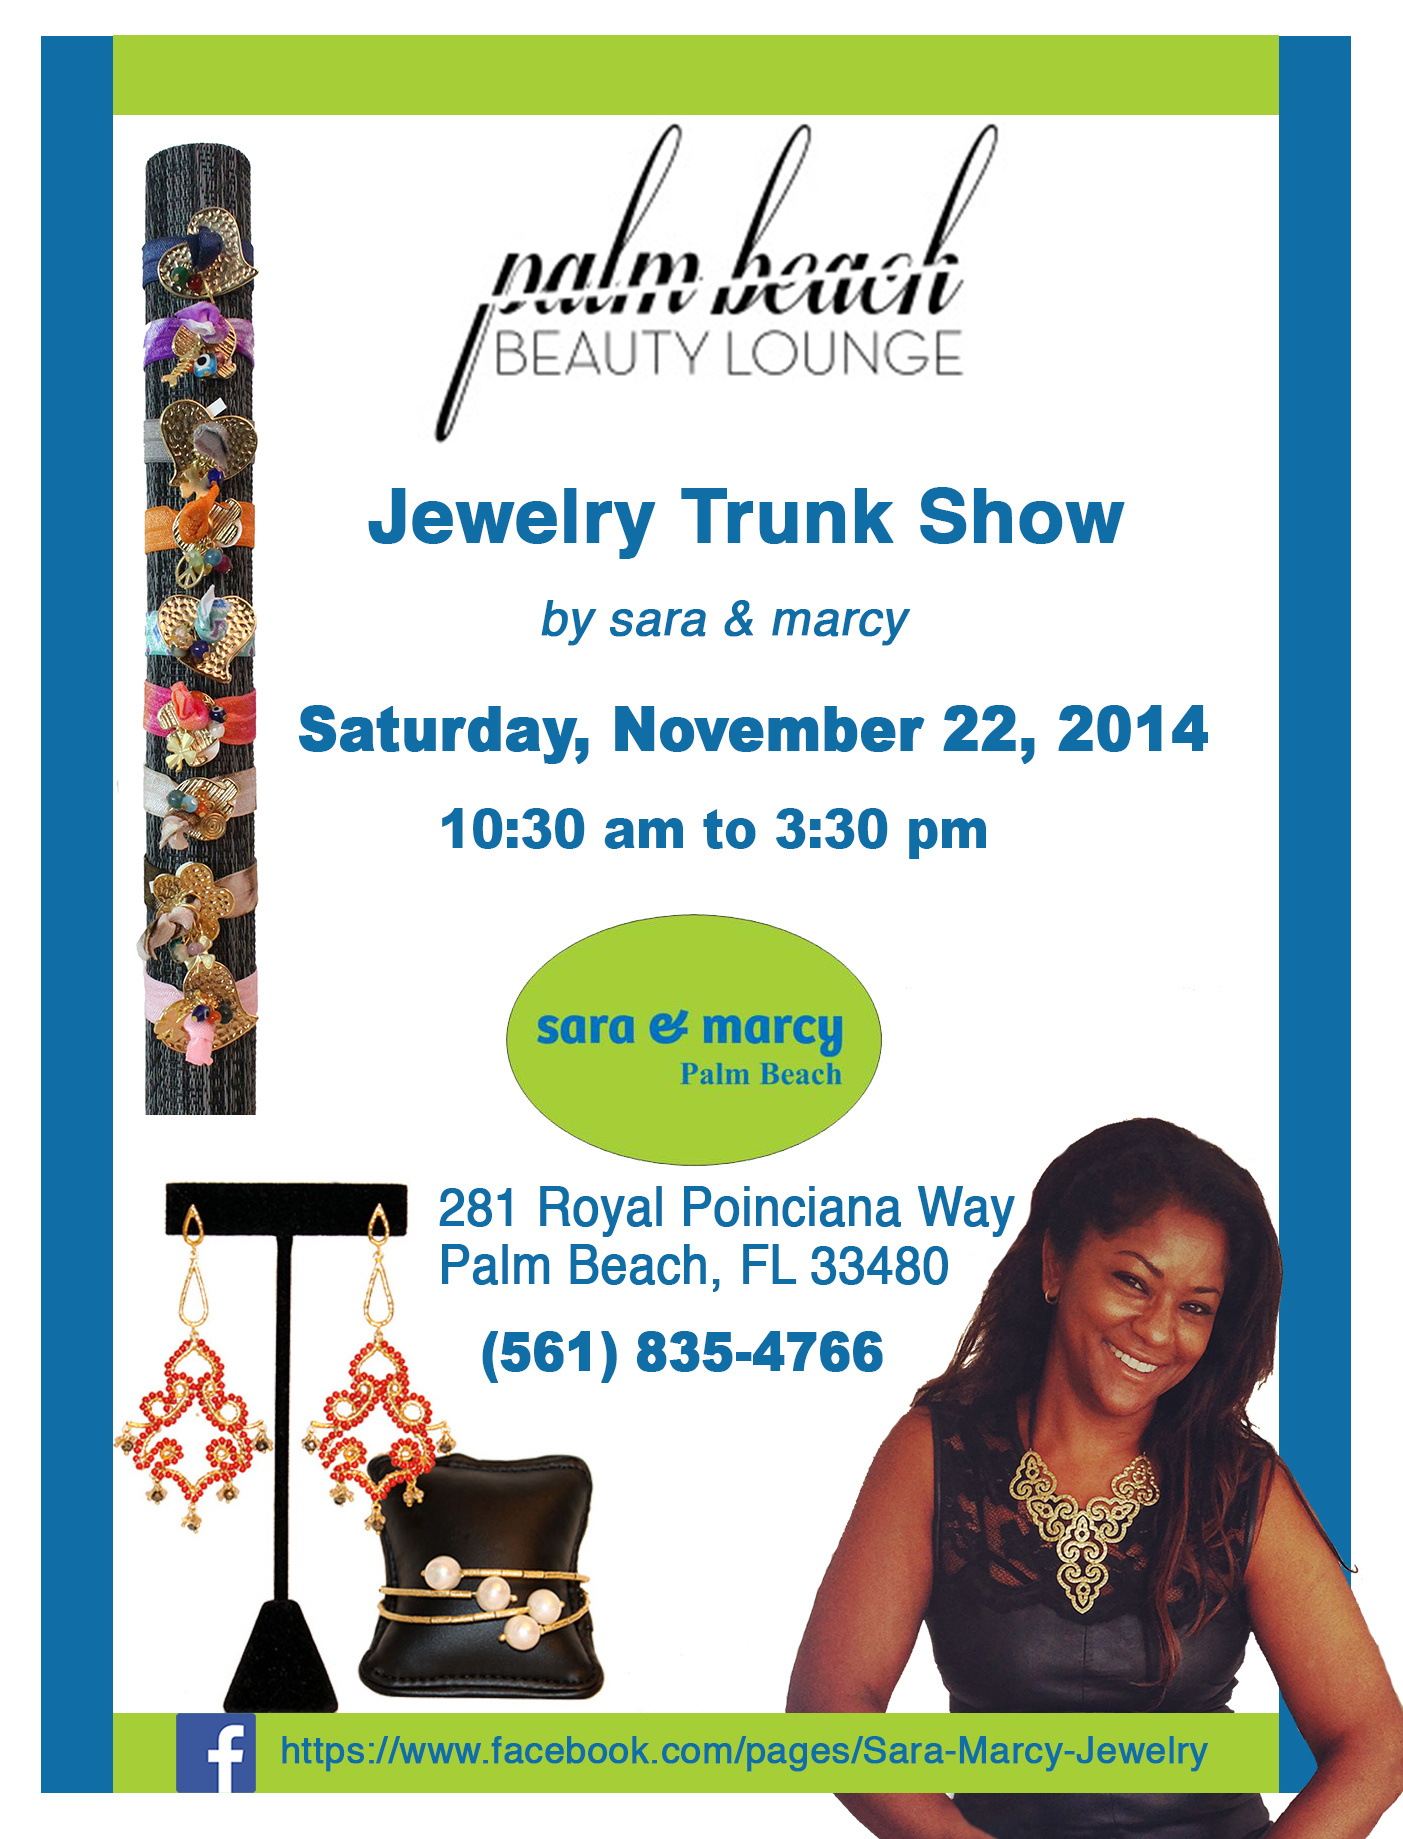 palm beach
BEAUTY LOUNGE
Jewelry Trunk Show
by sara & marcy
Saturday, November 22, 2014
10:30 am to 3:30 pm
sara & marcy
Palm Beach
281 Royal Poinciana Way
Palm Beach, FL 33480
(561) 835-4766
f https://www.facebook.com/pages/Sara-Marcy-Jewelry